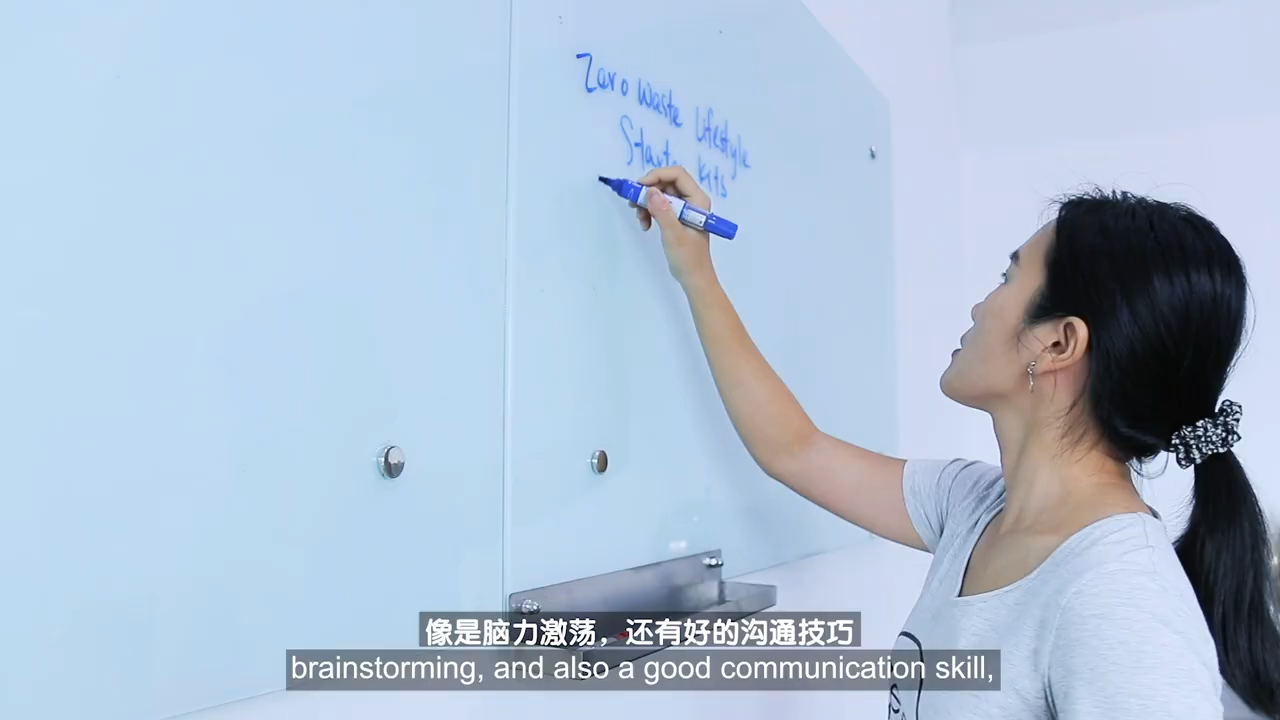 Zero Waste Lifestyle
Starter Kits
像是脑力激荡，还有好的沟通技巧
brainstorming, and also a good communication skill,